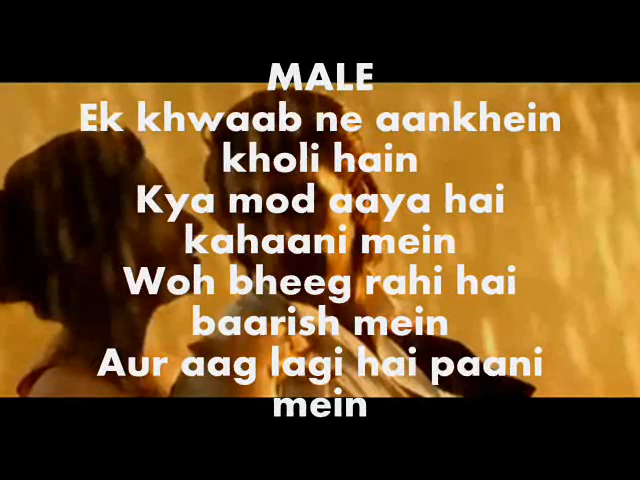 MALE
Ek khwaab ne aankhein
kholi hain
Kya mod aaya hai
kahaani mein
Woh bheeg rahi hai
baarish mein
Aur aag lagi hai paani
mein